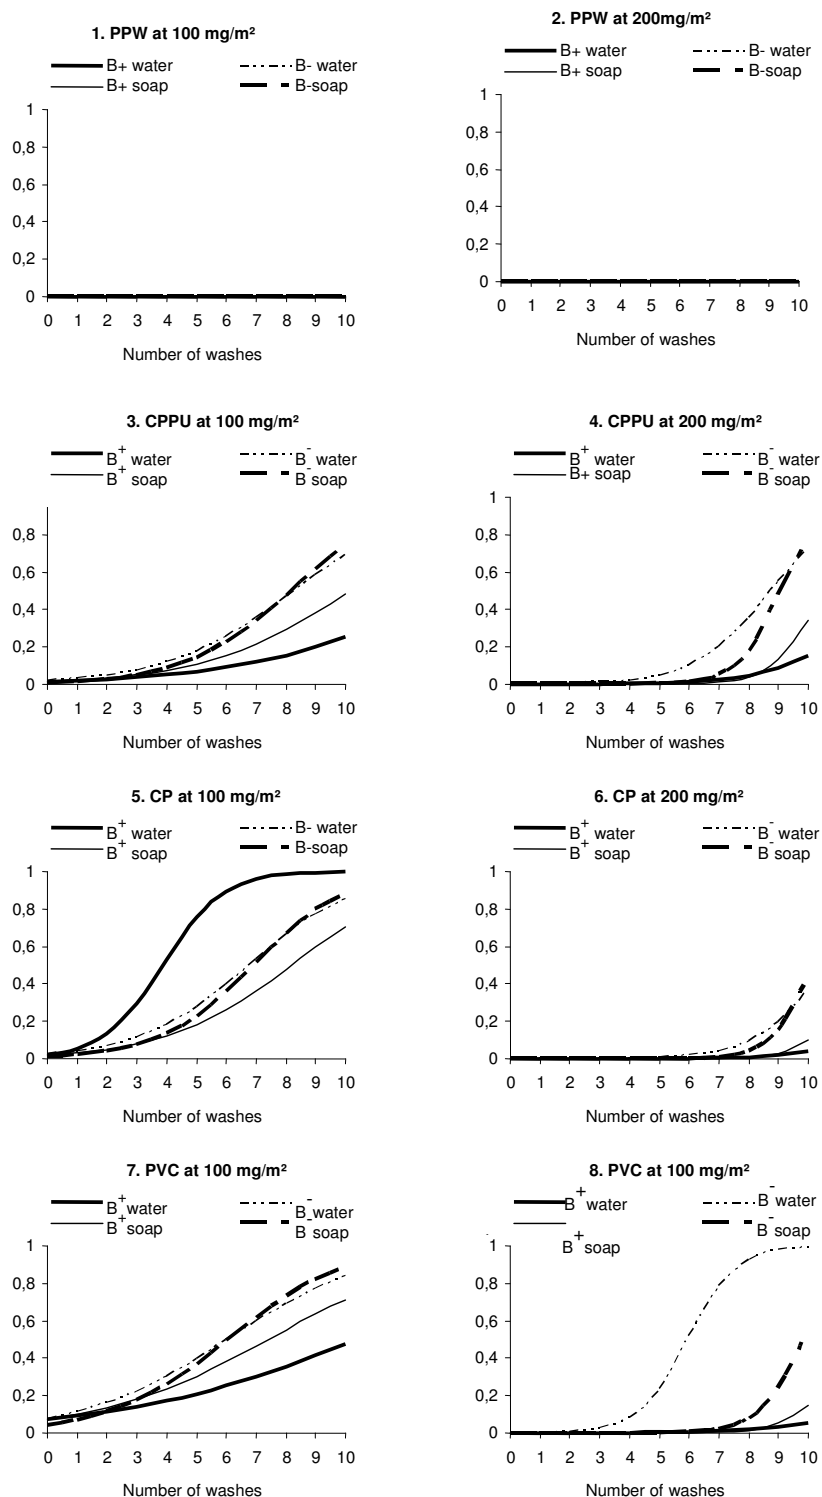 1. PPW at 100 mg/m²
B+ water B- water
B+ soap B-soap
1
0,8
0,6
0,4
0,2
0
0 1 2 3 4 5 6 7 8 9 10
Number of washes
2. PPW at 200mg/m²
B+ water B- water
B+ soap B-soap
1
0,8
0,6
0,4
0,2
0
0 1 2 3 4 5 6 7 8 9 10
Number of washes
3. CPPU at 100 mg/m²
B+ water B- water
B+ soap B- soap
0,8
0,6
0,4
0,2
0
0 1 2 3 4 5 6 7 8 9 10
Number of washes
4. CPPU at 200 mg/m²
B+ water B- water
B+ soap B- soap
1
0,8
0,6
0,4
0,2
0
0 1 2 3 4 5 6 7 8 9 10
Number of washes
5. CP at 100 mg/m²
B+ water B- water
B+ soap B-soap
1
0,8
0,6
0,4
0,2
0
0 1 2 3 4 5 6 7 8 9 10
Number of washes
6. CP at 200 mg/m²
B+ water B- water
B+ soap B- soap
1
0,8
0,6
0,4
0,2
0
0 1 2 3 4 5 6 7 8 9 10
Number of washes
7. PVC at 100 mg/m²
B+ water B- water
B+ soap B- soap
1
0,8
0,6
0,4
0,2
0
0 1 2 3 4 5 6 7 8 9 10
Number of washes
8. PVC at 100 mg/m²
B+ water B- water
B+ soap B- soap
1
0,8
0,6
0,4
0,2
0
0 1 2 3 4 5 6 7 8 9 10
Number of washes